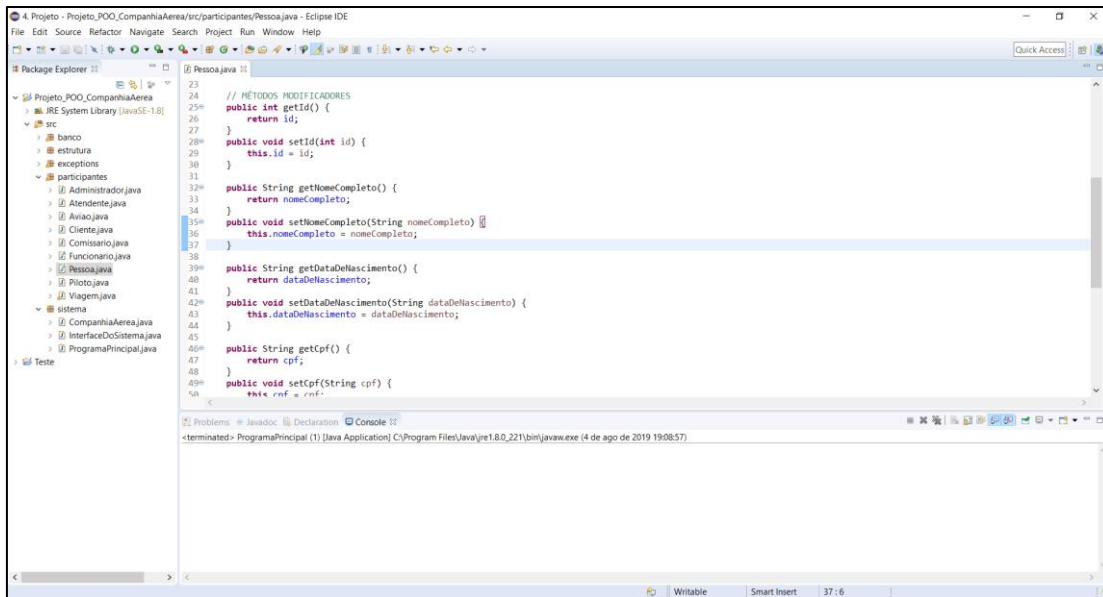 4. Projeto - Projeto_POO_CompanhiaAerea/src/participantes/Pessoa.java - Eclipse IDE
File Edit Source Refactor Navigate Search Project Run Window Help
Quick Access
Package Explorer
Projeto_POO_CompanhiaAerea
JRE System Library [JavaSE-1.8]
src
banco
estrutura
exceptions
participantes
Administrador.java
Atendente.java
Aviao.java
Cliente.java
Comissario.java
Funcionario.java
Pessoa.java
Piloto.java
Viagem.java
sistema
CompanhiaAerea.java
InterfaceDoSistema.java
ProgramaPrincipal.java
Teste
Pessoa.java
23
24 // MÉTODOS MODIFICADORES
25 public int getId() {
26 return id;
27 }
28 public void setId(int id) {
29 this.id = id;
30 }
31
32 public String getNomeCompleto() {
33 return nomeCompleto;
34 }
35 public void setNomeCompleto(String nomeCompleto) {
36 this.nomeCompleto = nomeCompleto;
37 }
38
39 public String getDataDeNascimento() {
40 return dataDeNascimento;
41 }
42 public void setDataDeNascimento(String dataDeNascimento) {
43 this.dataDeNascimento = dataDeNascimento;
44 }
45
46 public String getCpf() {
47 return cpf;
48 }
49 public void setCpf(String cpf) {
50 this.cpf = cpf;
Problems Javadoc Declaration Console
<terminated> ProgramaPrincipal (1) [Java Application] C:\Program Files\Java\jre1.8.0_221\bin\javaw.exe (4 de ago de 2019 19:08:57)
Writable Smart Insert 37 : 6